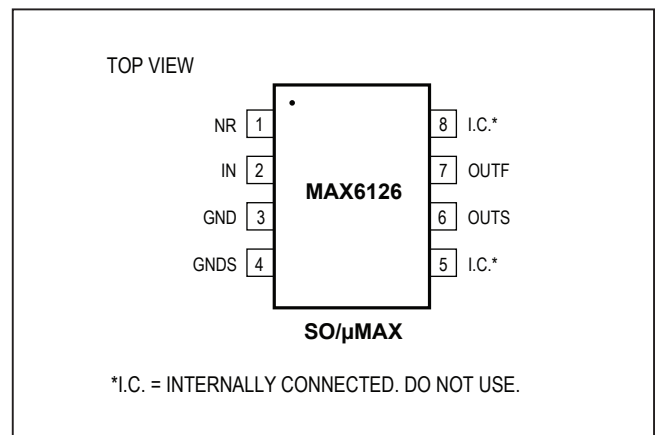 TOP VIEW
NR 1
8 I.C.*
IN 2
7 OUTF
MAX6126
GND 3
6 OUTS
GNDS 4
5 I.C.*
SO/μMAX
*I.C. = INTERNALLY CONNECTED. DO NOT USE.